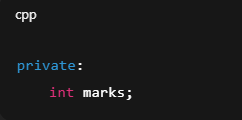 cpp
private:
int marks;